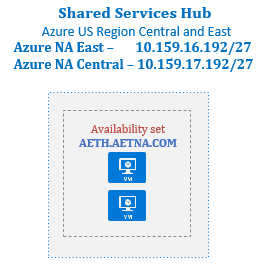 Shared Services Hub
Azure US Region Central and East
Azure NA East – 10.159.16.192/27
Azure NA Central – 10.159.17.192/27
Availability set
AETH.AETNA.COM
VM
VM